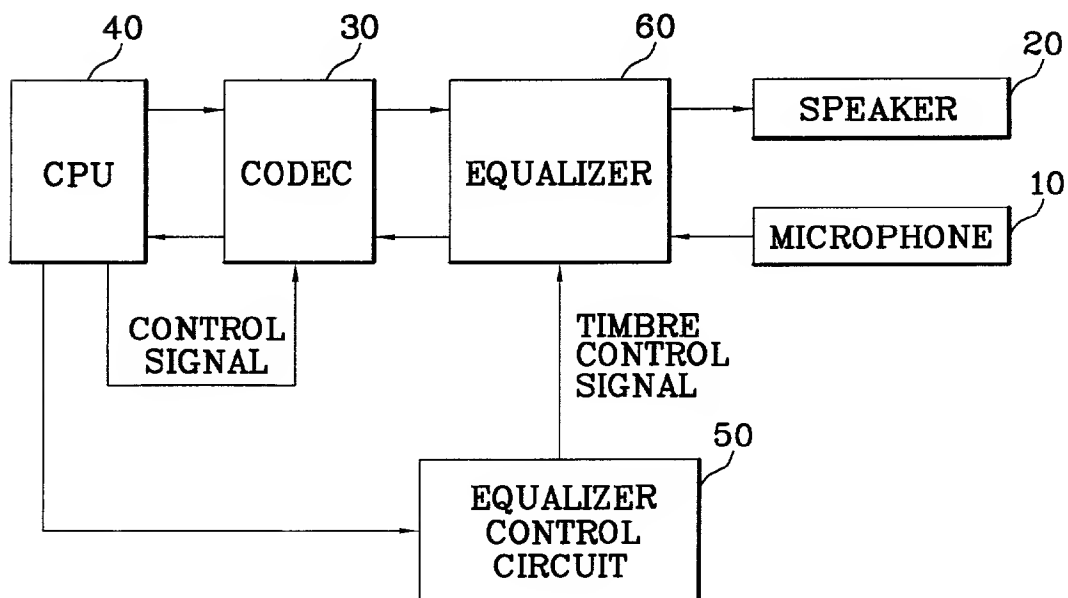 40
30
60
20
CPU
CODEC
EQUALIZER
SPEAKER
10
MICROPHONE
CONTROL
SIGNAL
TIMBRE
CONTROL
SIGNAL
50
EQUALIZER
CONTROL
CIRCUIT